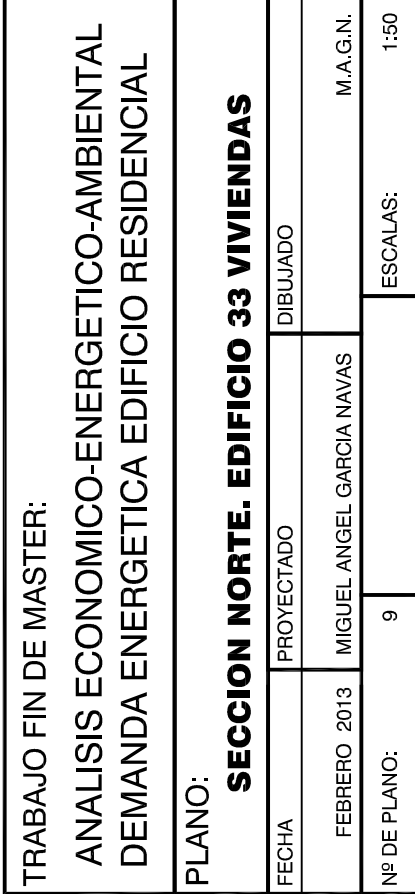 TRABAJO FIN DE MASTER:
ANALISIS ECONOMICO-ENERGETICO-AMBIENTAL
DEMANDA ENERGETICA EDIFICIO RESIDENCIAL
PLANO:
SECCION NORTE. EDIFICIO 33 VIVIENDAS
FECHA PROYECTADO DIBUJADO
FEBRERO 2013 MIGUEL ANGEL GARCIA NAVAS M.A.G.N.
Nº DE PLANO: 9 ESCALAS: 1:50